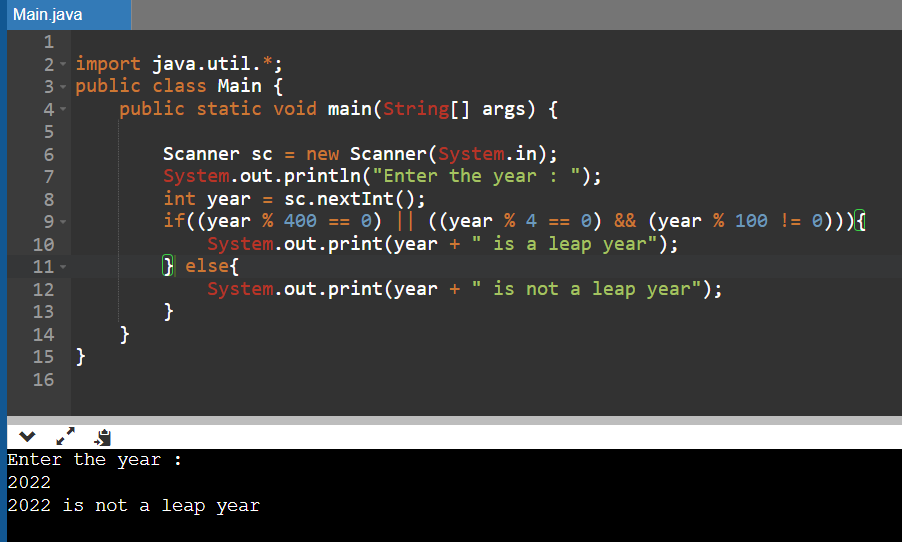 Main.java
1
2 import java.util.*;
3 public class Main {
4     public static void main(String[] args) {
5
6         Scanner sc = new Scanner(System.in);
7         System.out.println("Enter the year : ");
8         int year = sc.nextInt();
9         if((year % 400 == 0) || ((year % 4 == 0) && (year % 100 != 0))){
10             System.out.print(year + " is a leap year");
11         } else{
12             System.out.print(year + " is not a leap year");
13         }
14     }
15 }
16
Enter the year :
2022
2022 is not a leap year